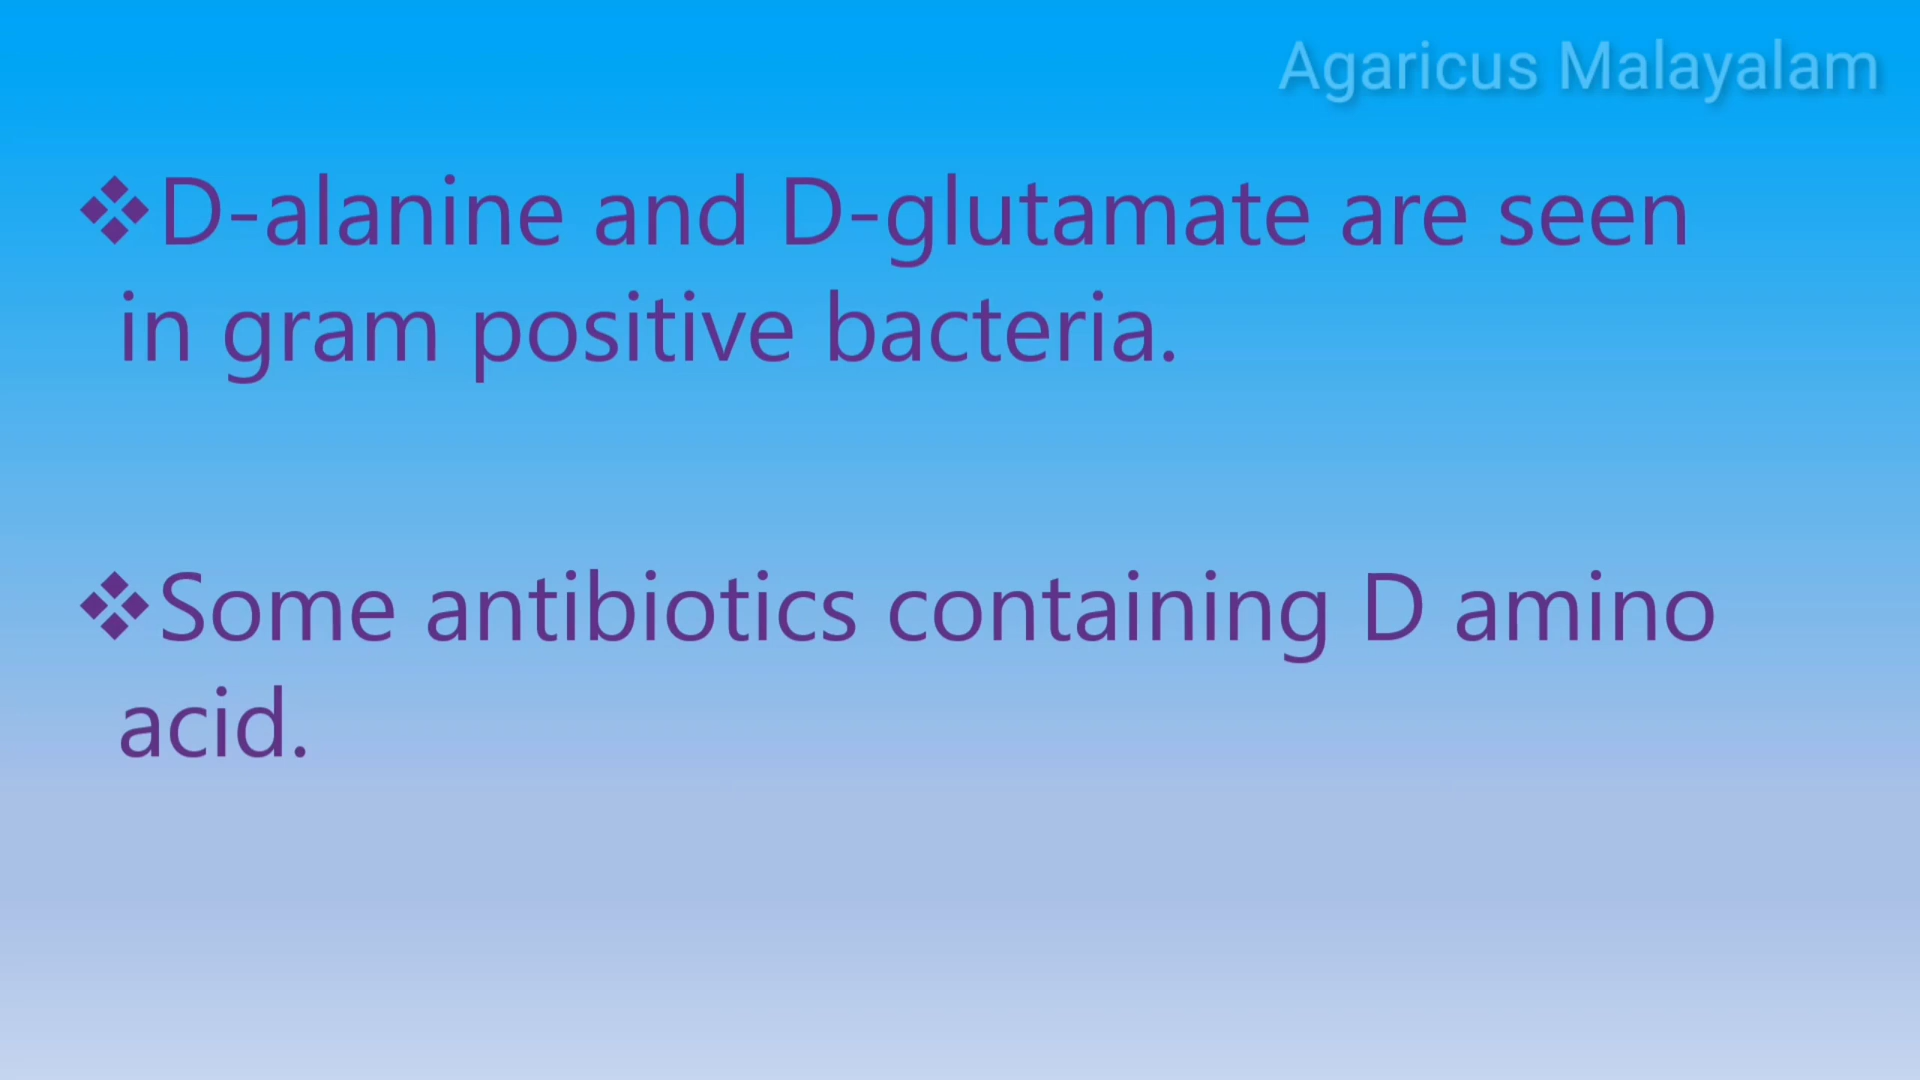 Agaricus Malayalam
❖D-alanine and D-glutamate are seen
in gram positive bacteria.
❖Some antibiotics containing D amino
acid.